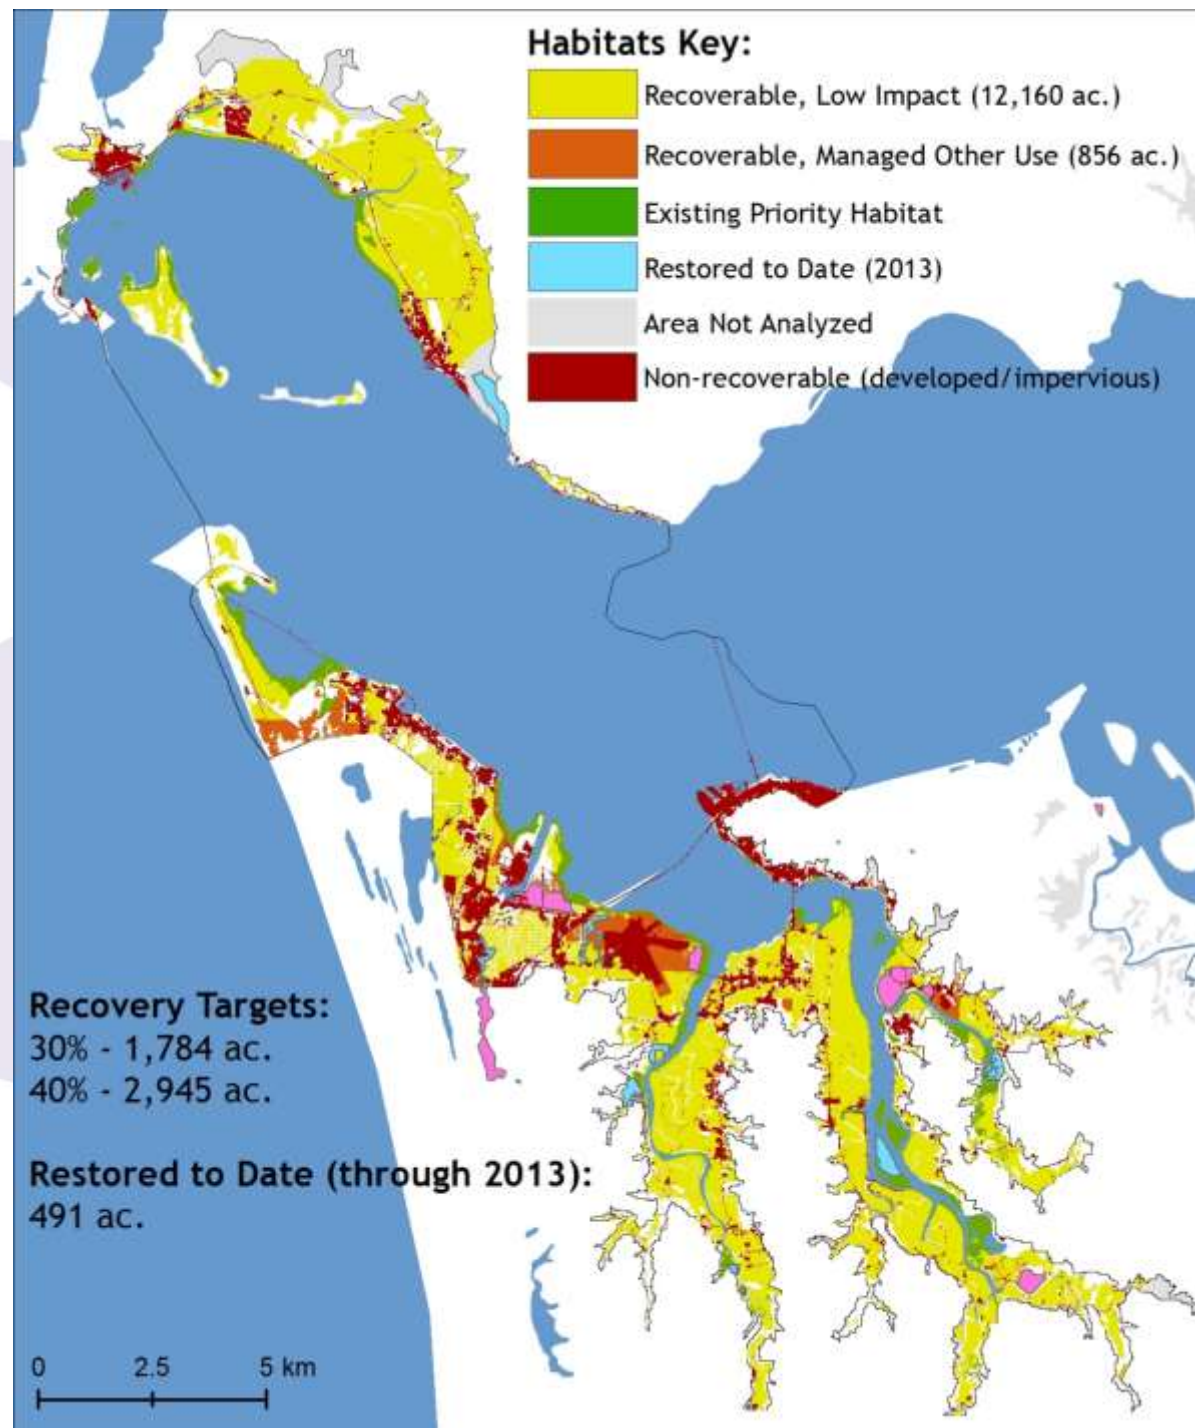 Habitats Key:
Recoverable, Low Impact (12,160 ac.)
Recoverable, Managed Other Use (856 ac.)
Existing Priority Habitat
Restored to Date (2013)
Area Not Analyzed
Non-recoverable (developed/impervious)
Recovery Targets:
30% - 1,784 ac.
40% - 2,945 ac.
Restored to Date (through 2013):
491 ac.
0 2.5 5 km